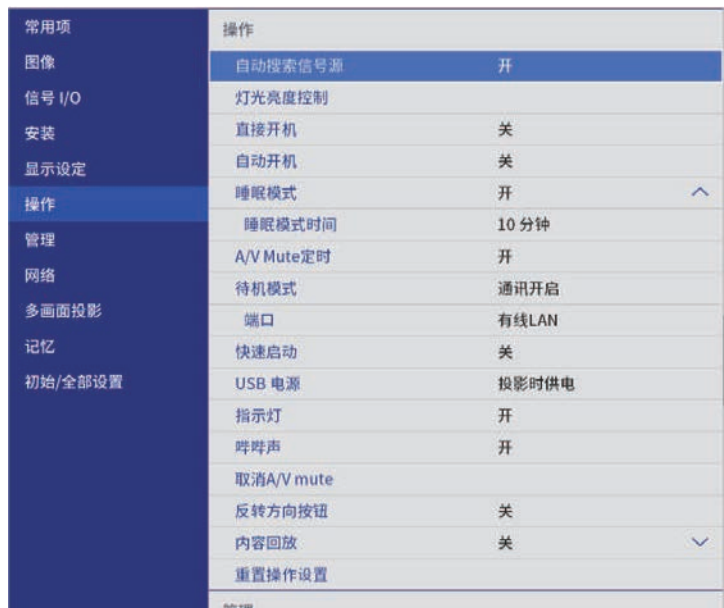 常用项
图像
信号 I/O
安装
显示设定
操作
管理
网络
多画面投影
记忆
初始/全部设置
操作
自动搜索信号源 开
灯光亮度控制
直接开机 关
自动开机 关
睡眠模式 开
睡眠模式时间 10 分钟
A/V Mute定时 开
待机模式 通讯开启
端口 有线LAN
快速启动 关
USB 电源 投影时供电
指示灯 开
哔哔声 开
取消A/V mute
反转方向按钮 关
内容回放 关
重置操作设置